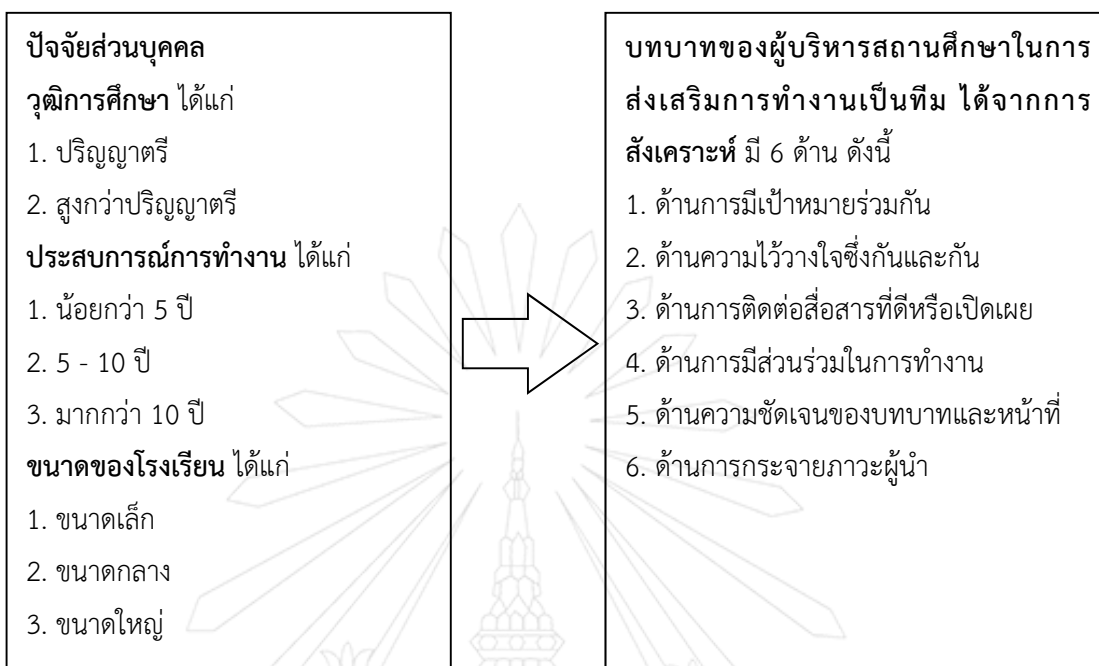 ปัจจัยส่วนบุคคล
วุฒิการศึกษา ได้แก่
1. ปริญญาตรี
2. สูงกว่าปริญญาตรี
ประสบการณ์การทำงาน ได้แก่
1. น้อยกว่า 5 ปี
2. 5 - 10 ปี
3. มากกว่า 10 ปี
ขนาดของโรงเรียน ได้แก่
1. ขนาดเล็ก
2. ขนาดกลาง
3. ขนาดใหญ่
บทบาทของผู้บริหารสถานศึกษาในการ
ส่งเสริมการทำงานเป็นทีม ได้จากการ
สังเคราะห์ มี 6 ด้าน ดังนี้
1. ด้านการมีเป้าหมายร่วมกัน
2. ด้านความไว้วางใจซึ่งกันและกัน
3. ด้านการติดต่อสื่อสารที่ดีหรือเปิดเผย
4. ด้านการมีส่วนร่วมในการทำงาน
5. ด้านความชัดเจนของบทบาทและหน้าที่
6. ด้านการกระจายภาวะผู้นำ